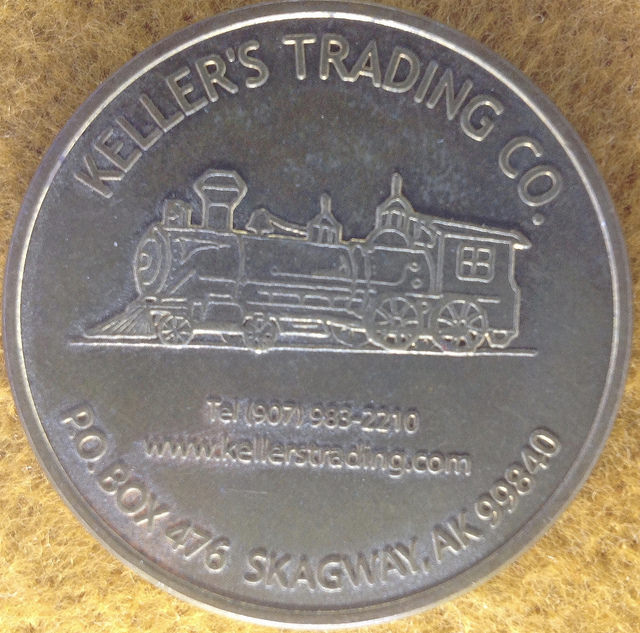 KELLER'S TRADING CO.
Tel (907) 983-2210
www.kellerstrading.com
P.O. BOX 476 SKAGWAY, AK 99840